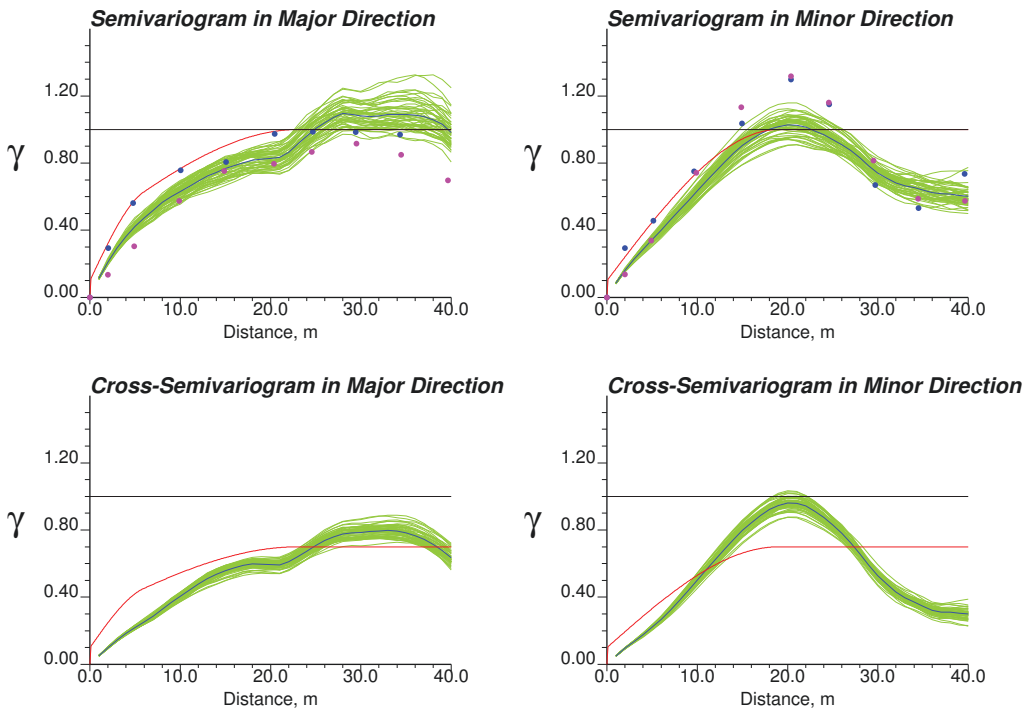 Semivariogram in Major Direction
1.20
0.80
γ
0.40
0.00
0.0 10.0 20.0 30.0 40.0
Distance, m
Semivariogram in Minor Direction
1.20
0.80
γ
0.40
0.00
0.0 10.0 20.0 30.0 40.0
Distance, m
Cross-Semivariogram in Major Direction
1.20
0.80
γ
0.40
0.00
0.0 10.0 20.0 30.0 40.0
Distance, m
Cross-Semivariogram in Minor Direction
1.20
0.80
γ
0.40
0.00
0.0 10.0 20.0 30.0 40.0
Distance, m